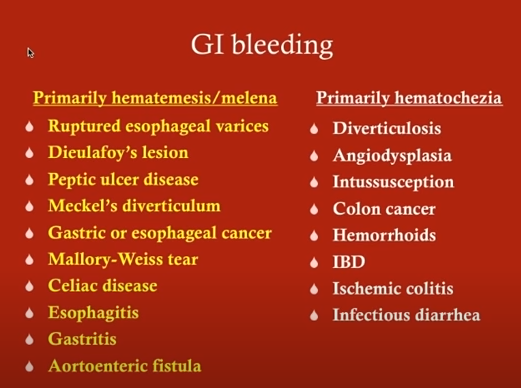 GI bleeding
Primarily hematemesis/melena
Ruptured esophageal varices
Dieulafoy's lesion
Peptic ulcer disease
Meckel's diverticulum
Gastric or esophageal cancer
Mallory-Weiss tear
Celiac disease
Esophagitis
Gastritis
Aortoenteric fistula
Primarily hematochezia
Diverticulosis
Angiodysplasia
Intussusception
Colon cancer
Hemorrhoids
IBD
Ischemic colitis
Infectious diarrhea